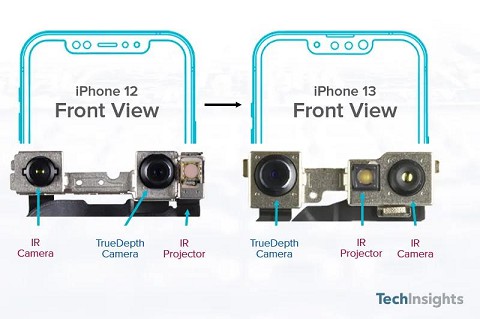 iPhone 12
Front View
iPhone 13
Front View
IR
Camera
TrueDepth
Camera
IR
Projector
TrueDepth
Camera
IR
Projector
IR
Camera
TechInsights